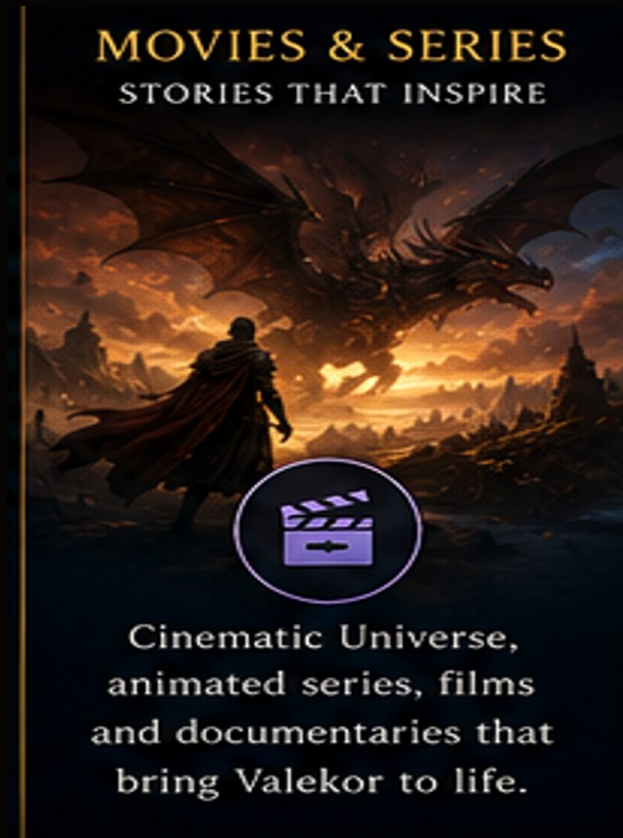 MOVIES & SERIES
STORIES THAT INSPIRE
Cinematic Universe,
animated series, films
and documentaries that
bring Valekor to life.